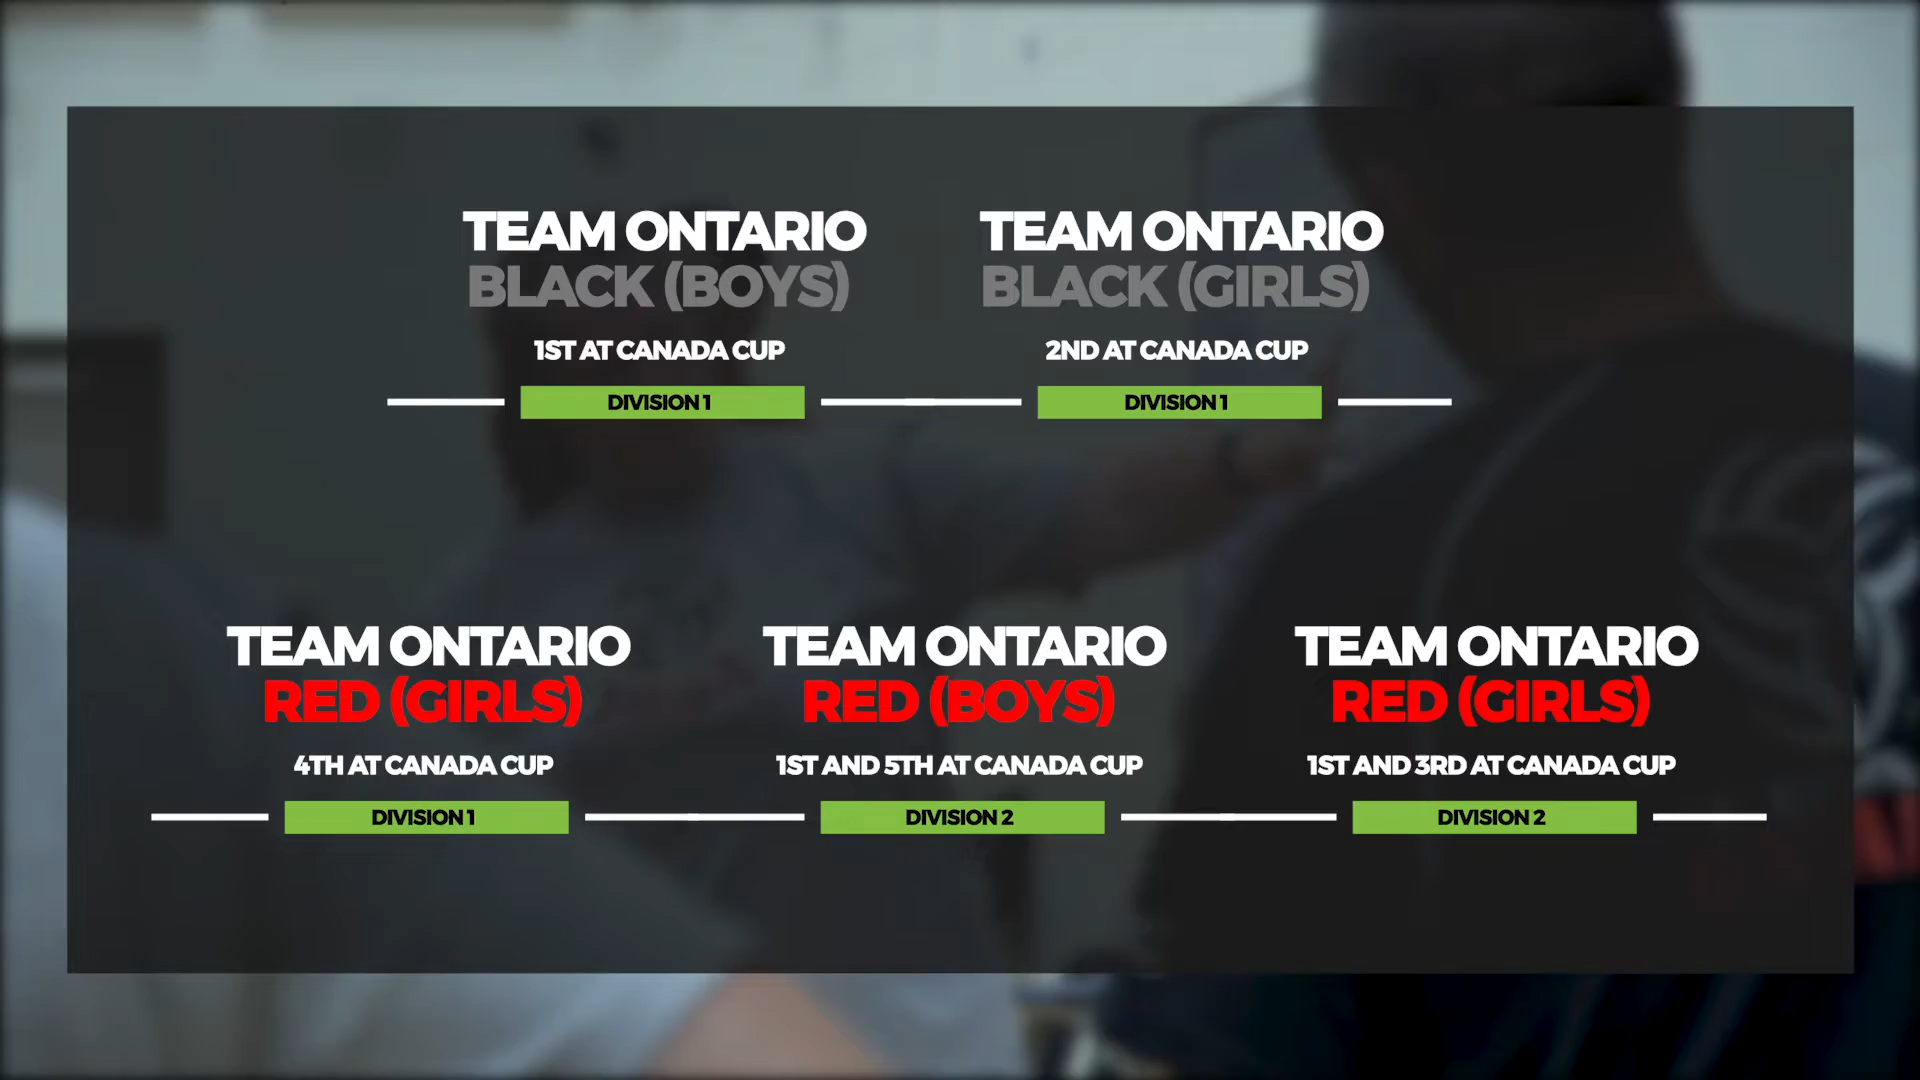 TEAM ONTARIO
BLACK (BOYS)
1ST AT CANADA CUP
DIVISION 1
TEAM ONTARIO
BLACK (GIRLS)
2ND AT CANADA CUP
DIVISION 1
TEAM ONTARIO
RED (GIRLS)
4TH AT CANADA CUP
DIVISION 1
TEAM ONTARIO
RED (BOYS)
1ST AND 5TH AT CANADA CUP
DIVISION 2
TEAM ONTARIO
RED (GIRLS)
1ST AND 3RD AT CANADA CUP
DIVISION 2